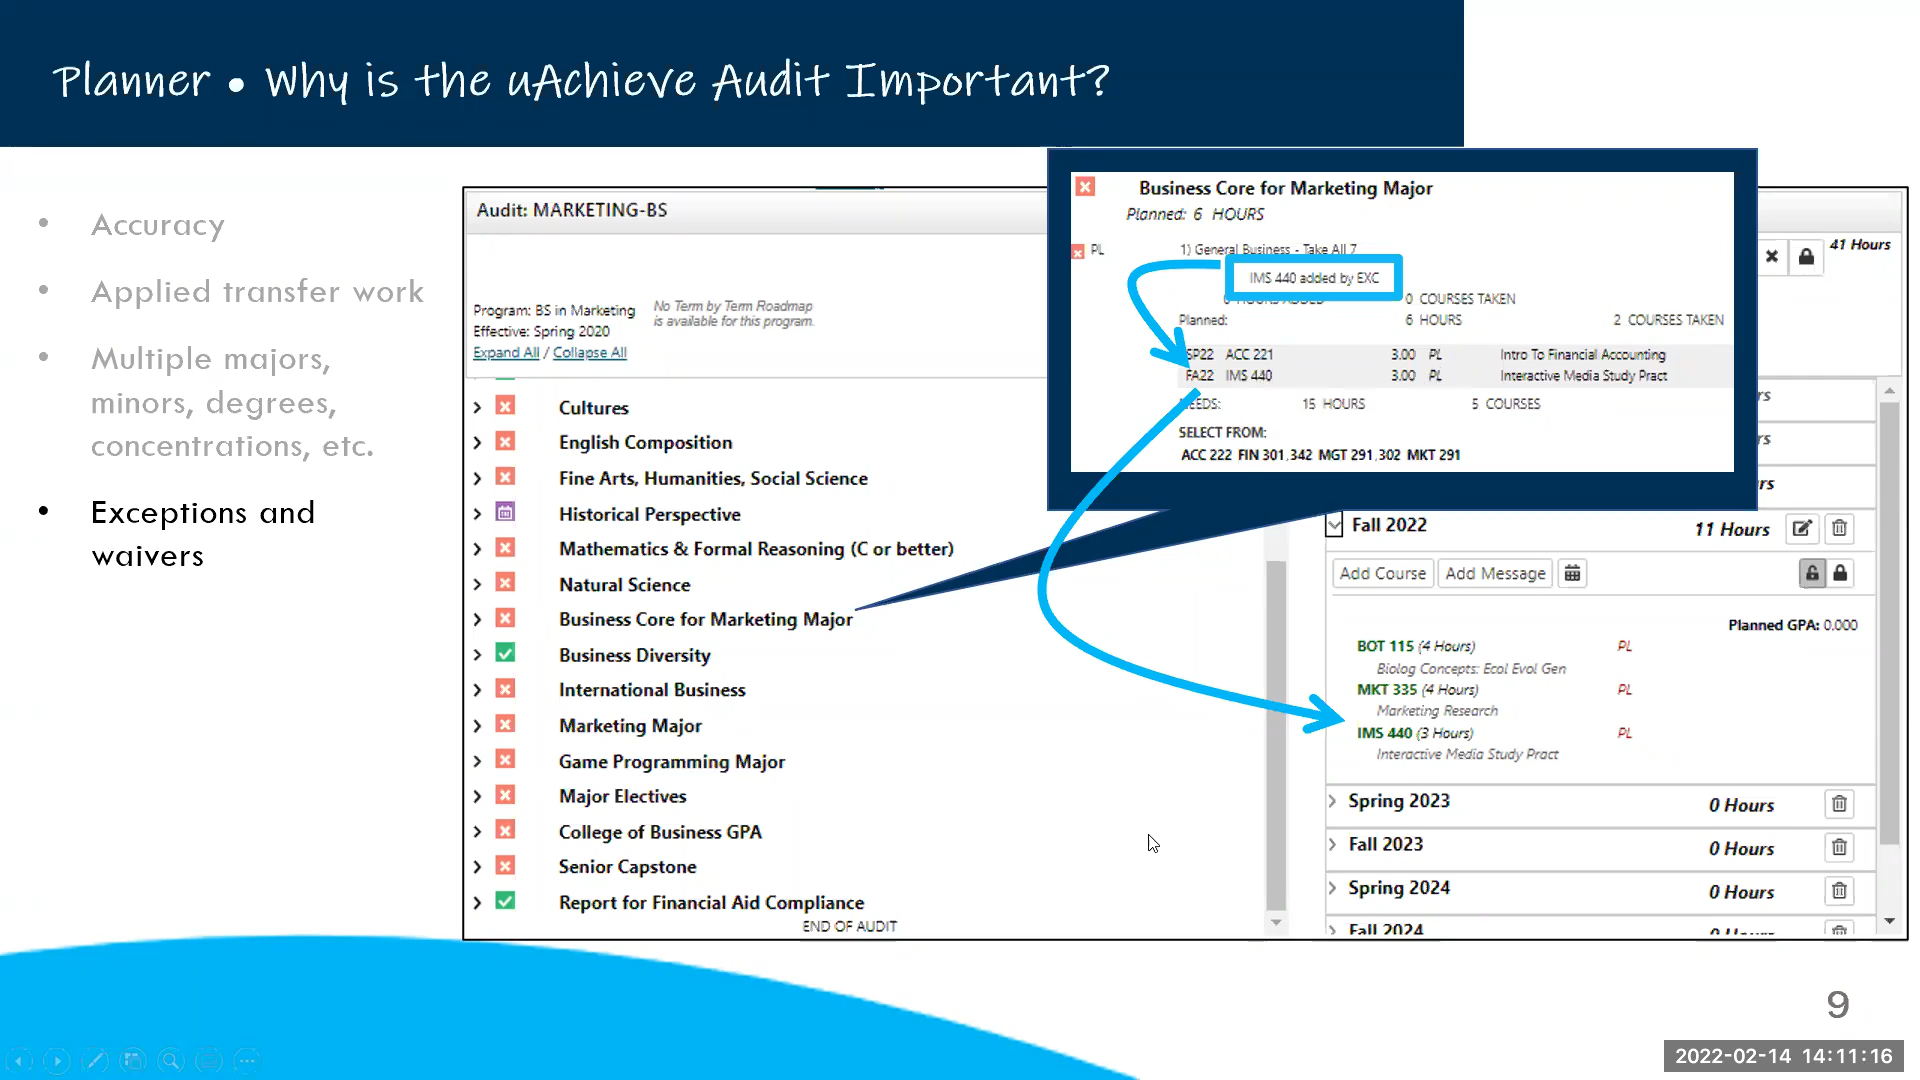 Planner • Why is the uAchieve Audit Important?
• Accuracy
• Applied transfer work
• Multiple majors,
minors, degrees,
concentrations, etc.
• Exceptions and
waivers
Audit: MARKETING-BS
Program: BS in Marketing
Effective: Spring 2020
Expand All / Collapse All
No Term by Term Roadmap
is available for this program.
Cultures
English Composition
Fine Arts, Humanities, Social Science
Historical Perspective
Mathematics & Formal Reasoning (C or better)
Natural Science
Business Core for Marketing Major
Business Diversity
International Business
Marketing Major
Game Programming Major
Major Electives
College of Business GPA
Senior Capstone
Report for Financial Aid Compliance
END OF AUDIT
Business Core for Marketing Major
Planned: 6 HOURS
PL 1) General Business - Take All 7
IMS 440 added by EXC
0 COURSES TAKEN
Planned: 6 HOURS 2 COURSES TAKEN
SP22 ACC 221 3.00 PL Intro To Financial Accounting
FA22 IMS 440 3.00 PL Interactive Media Study Pract
NEEDS: 15 HOURS 5 COURSES
SELECT FROM:
ACC 222 FIN 301,342 MGT 291,302 MKT 291
41 Hours
Fall 2022 11 Hours
Add Course Add Message
Planned GPA: 0.000
BOT 115 (4 Hours) PL
Biolog Concepts: Ecol Evol Gen
MKT 335 (4 Hours) PL
Marketing Research
IMS 440 (3 Hours) PL
Interactive Media Study Pract
Spring 2023 0 Hours
Fall 2023 0 Hours
Spring 2024 0 Hours
Fall 2024 0 Hours
9
2022-02-14 14:11:16